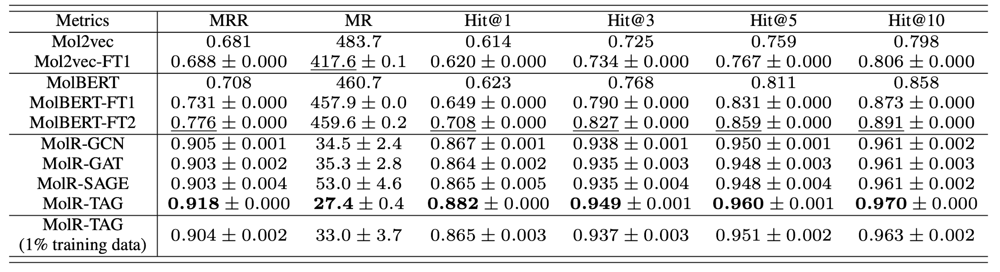 Metrics MRR MR Hit@1 Hit@3 Hit@5 Hit@10
Mol2vec 0.681 483.7 0.614 0.725 0.759 0.798
Mol2vec-FT1 0.688 ± 0.000 417.6 ± 0.1 0.620 ± 0.000 0.734 ± 0.000 0.767 ± 0.000 0.806 ± 0.000
MolBERT 0.708 460.7 0.623 0.768 0.811 0.858
MolBERT-FT1 0.731 ± 0.000 457.9 ± 0.0 0.649 ± 0.000 0.790 ± 0.000 0.831 ± 0.000 0.873 ± 0.000
MolBERT-FT2 0.776 ± 0.000 459.6 ± 0.2 0.708 ± 0.000 0.827 ± 0.000 0.859 ± 0.000 0.891 ± 0.000
MolR-GCN 0.905 ± 0.001 34.5 ± 2.4 0.867 ± 0.001 0.938 ± 0.001 0.950 ± 0.001 0.961 ± 0.002
MolR-GAT 0.903 ± 0.002 35.3 ± 2.8 0.864 ± 0.002 0.935 ± 0.003 0.948 ± 0.003 0.961 ± 0.003
MolR-SAGE 0.903 ± 0.004 53.0 ± 4.6 0.865 ± 0.005 0.935 ± 0.004 0.948 ± 0.004 0.961 ± 0.002
MolR-TAG 0.918 ± 0.000 27.4 ± 0.4 0.882 ± 0.000 0.949 ± 0.001 0.960 ± 0.001 0.970 ± 0.000
MolR-TAG
(1% training data) 0.904 ± 0.002 33.0 ± 3.7 0.865 ± 0.003 0.937 ± 0.003 0.951 ± 0.002 0.963 ± 0.002